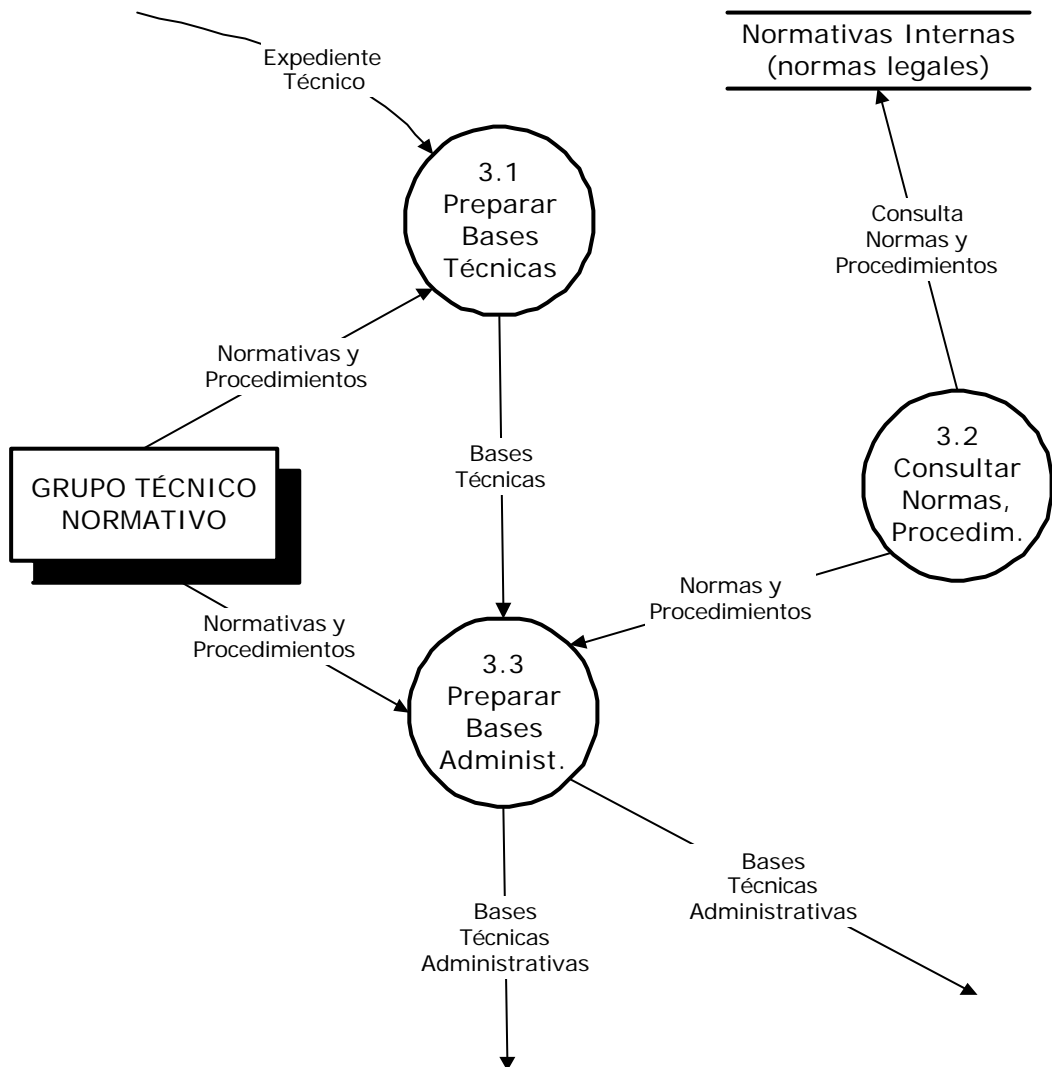 Expediente
Técnico
Normativas Internas
(normas legales)
3.1
Preparar
Bases
Técnicas
Consulta
Normas y
Procedimientos
Normativas y
Procedimientos
GRUPO TÉCNICO
NORMATIVO
Bases
Técnicas
3.2
Consultar
Normas,
Procedim.
Normas y
Procedimientos
Normativas y
Procedimientos
3.3
Preparar
Bases
Administ.
Bases
Técnicas
Administrativas
Bases
Técnicas
Administrativas